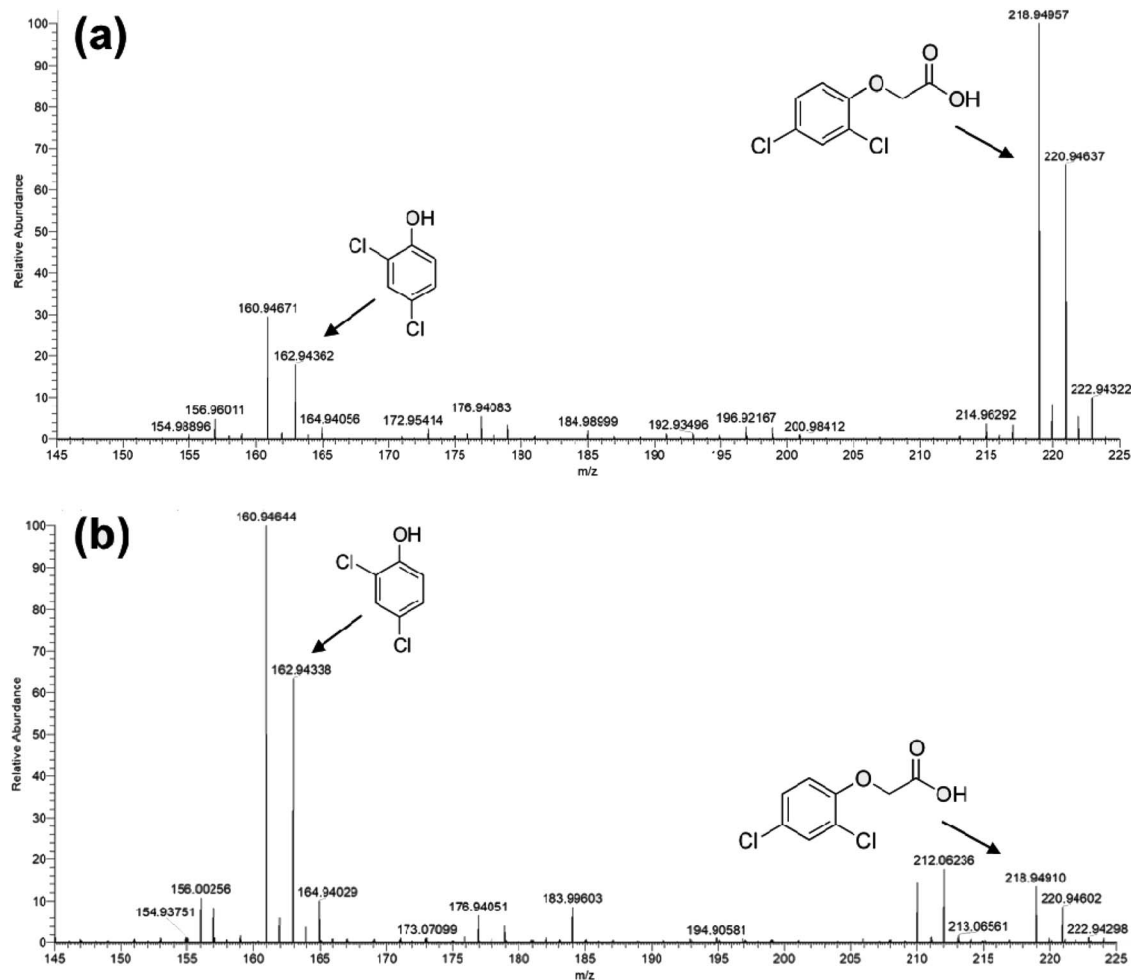 (a)
Relative Abundance
100
90
80
70
60
50
40
30
20
10
0
218.94957
220.94637
222.94322
214.96292
200.98412
196.92167
192.93496
184.98999
176.94083
172.95414
164.94056
162.94362
160.94671
156.96011
154.98896
OH
Cl
Cl
O
O
OH
Cl
Cl
145 150 155 160 165 170 175 180 185 190 195 200 205 210 215 220 225
m/z
(b)
Relative Abundance
100
90
80
70
60
50
40
30
20
10
0
160.94644
162.94338
164.94029
156.00256
154.93751
173.07099
176.94051
183.99603
194.90581
212.06236
213.06561
218.94910
220.94602
222.94298
OH
Cl
Cl
O
O
OH
Cl
Cl
145 150 155 160 165 170 175 180 185 190 195 200 205 210 215 220 225
m/z